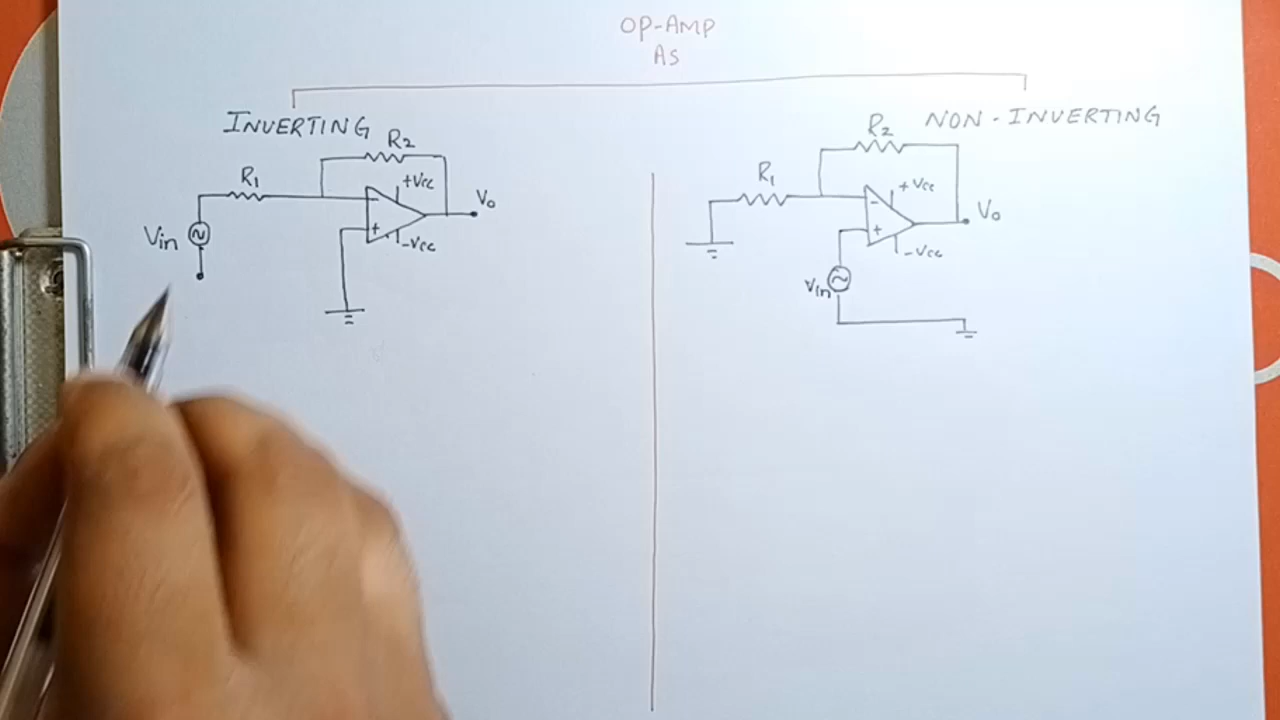 OP-AMP
As
INVERTING
R2
R1
+Vcc
-
+
-Vcc
Vin
~
Vo
NON-INVERTING
R2
R1
+Vcc
-
+
-Vcc
Vo
Vin
~